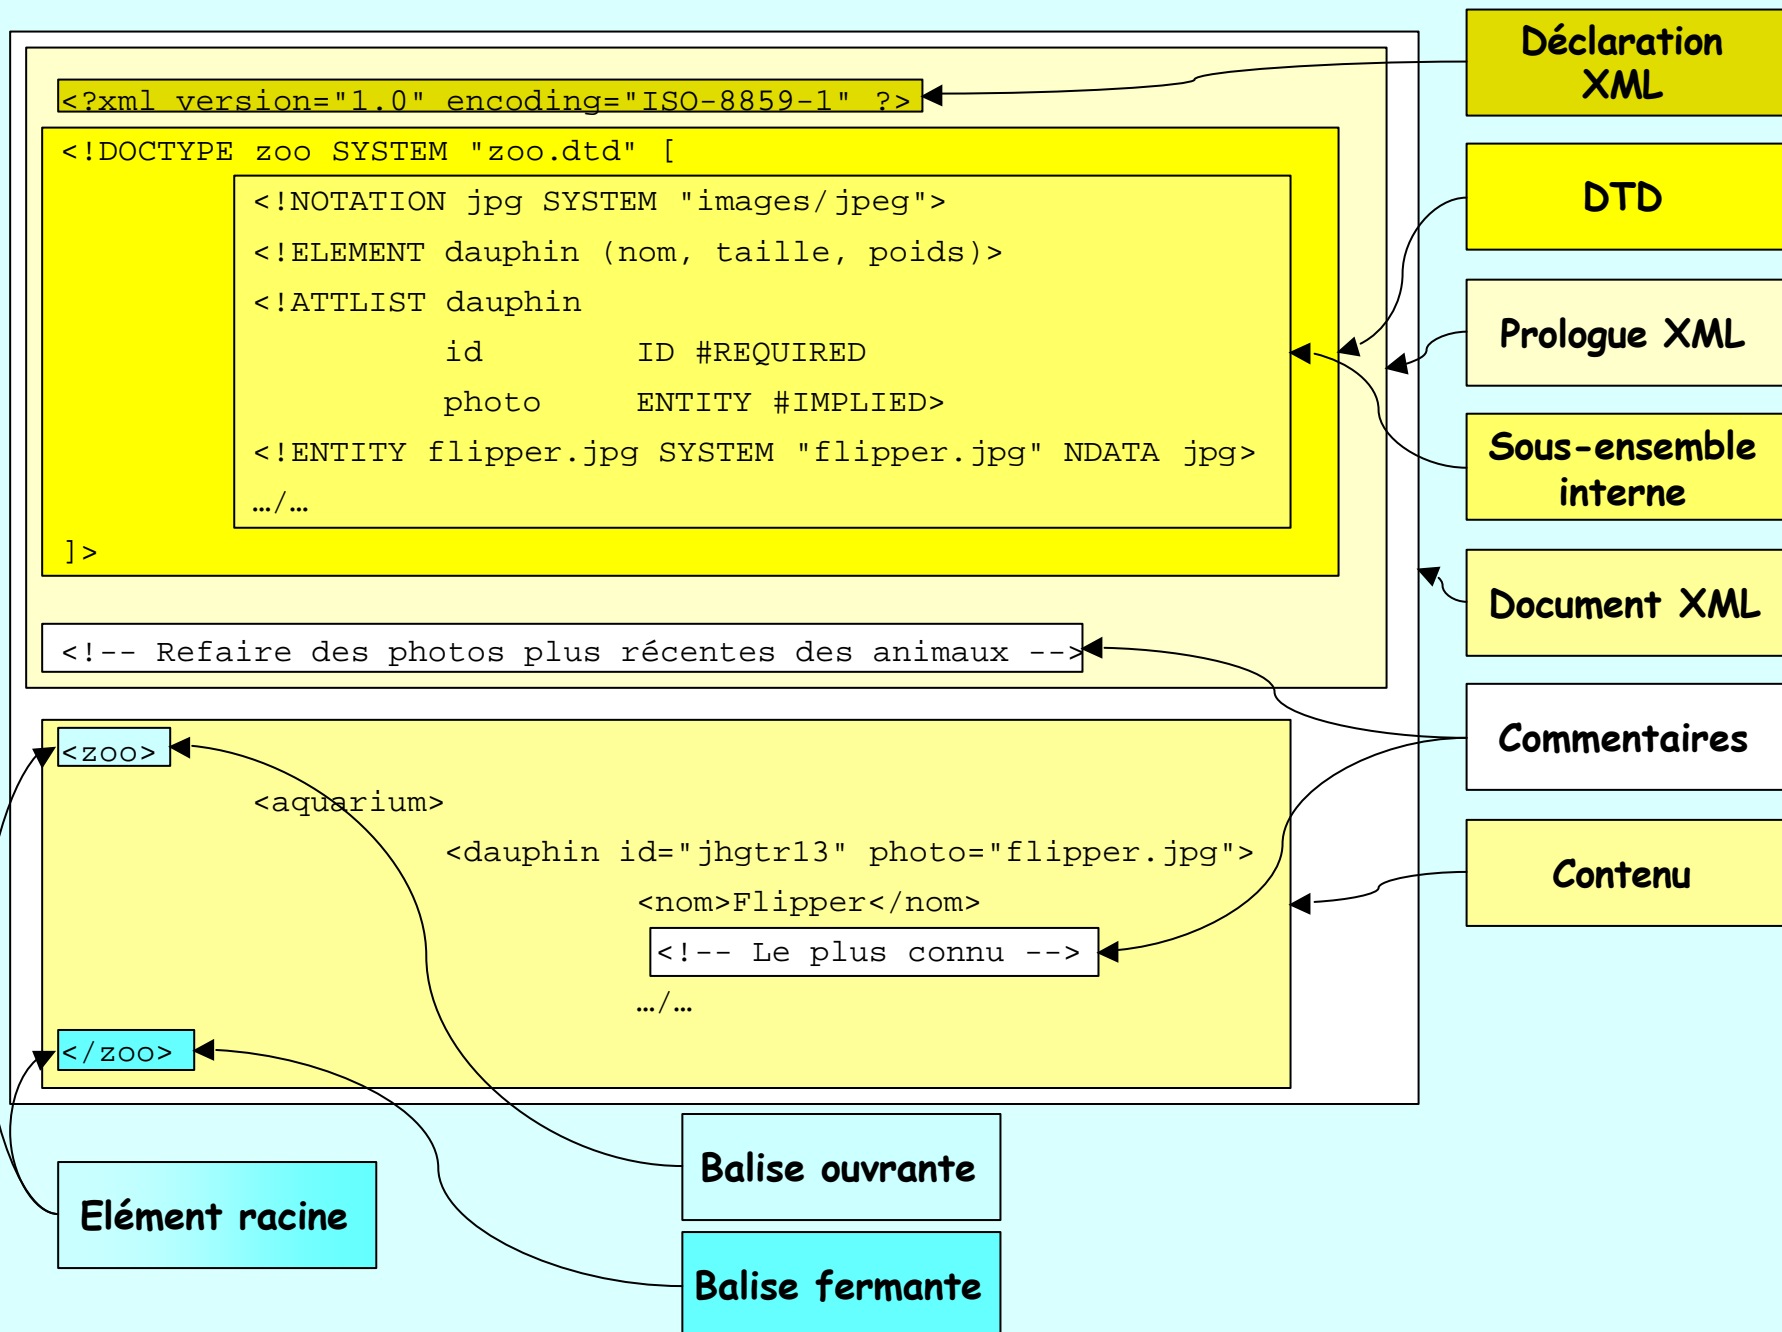 <?xml version="1.0" encoding="ISO-8859-1" ?>
<!DOCTYPE zoo SYSTEM "zoo.dtd" [
<!NOTATION jpg SYSTEM "images/jpeg">
<!ELEMENT dauphin (nom, taille, poids)>
<!ATTLIST dauphin
id ID #REQUIRED
photo ENTITY #IMPLIED>
<!ENTITY flipper.jpg SYSTEM "flipper.jpg" NDATA jpg>
…/…
]>
<!-- Refaire des photos plus récentes des animaux -->
<zoo>
<aquarium>
<dauphin id="jhgtr13" photo="flipper.jpg">
<nom>Flipper</nom>
<!-- Le plus connu -->
…/…
</zoo>
Déclaration
XML
DTD
Prologue XML
Sous-ensemble
interne
Document XML
Commentaires
Contenu
Balise ouvrante
Elément racine
Balise fermante